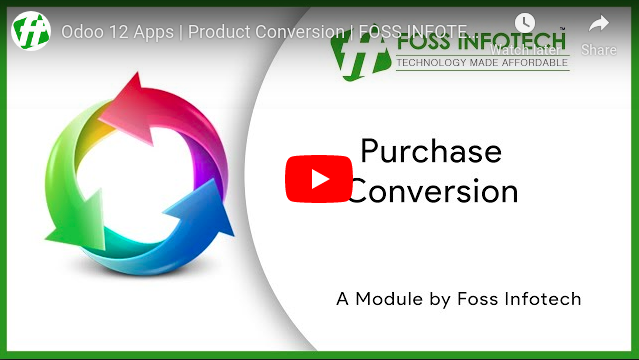 Odoo 12 Apps | Product Conversion | FOSS INFOTE...
Watch later
Share
FOSS INFOTECH
TECHNOLOGY MADE AFFORDABLE
Purchase
Conversion
A Module by Foss Infotech